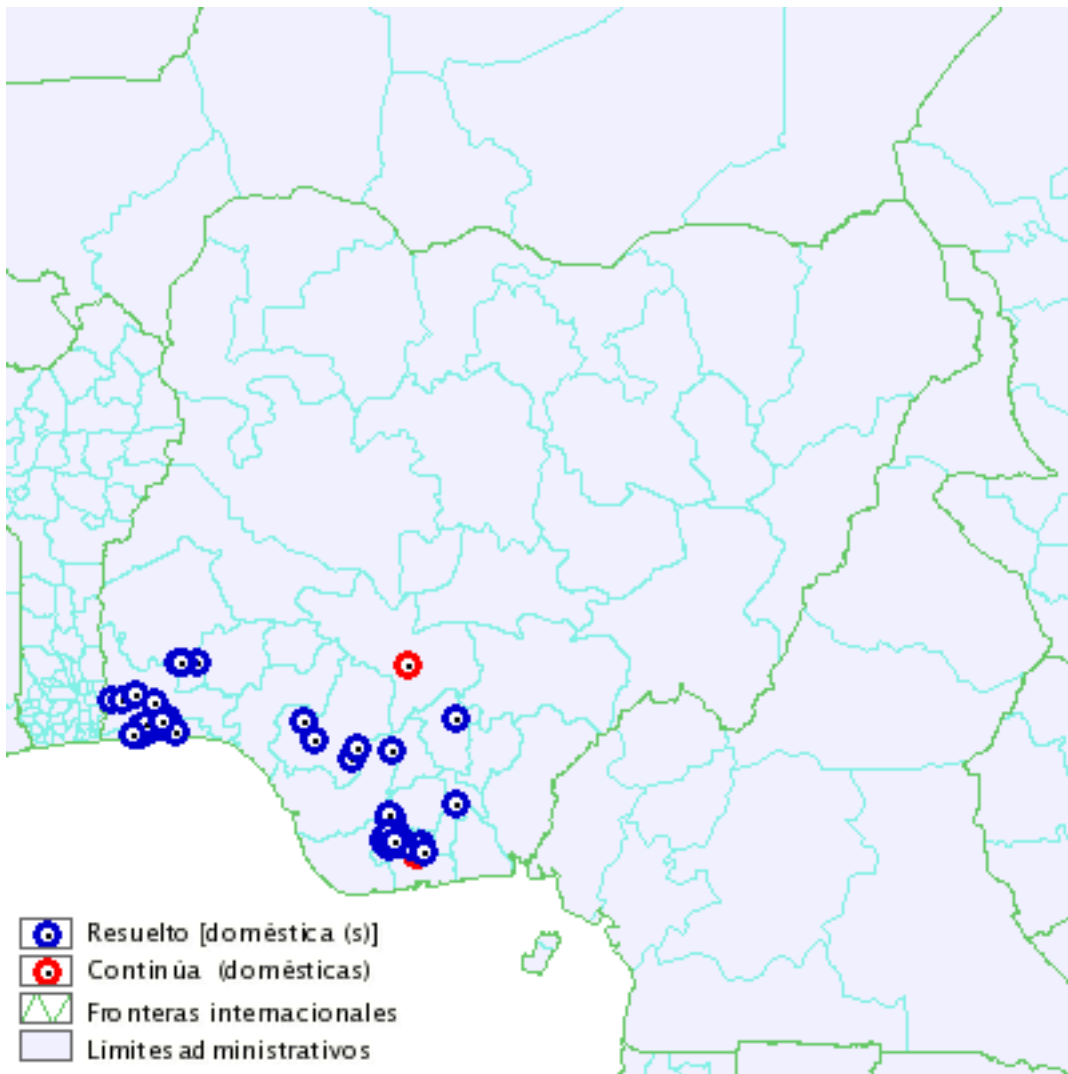 Resuelto [doméstica (s)]
Continúa (domésticas)
Fronteras internacionales
Límites administrativos